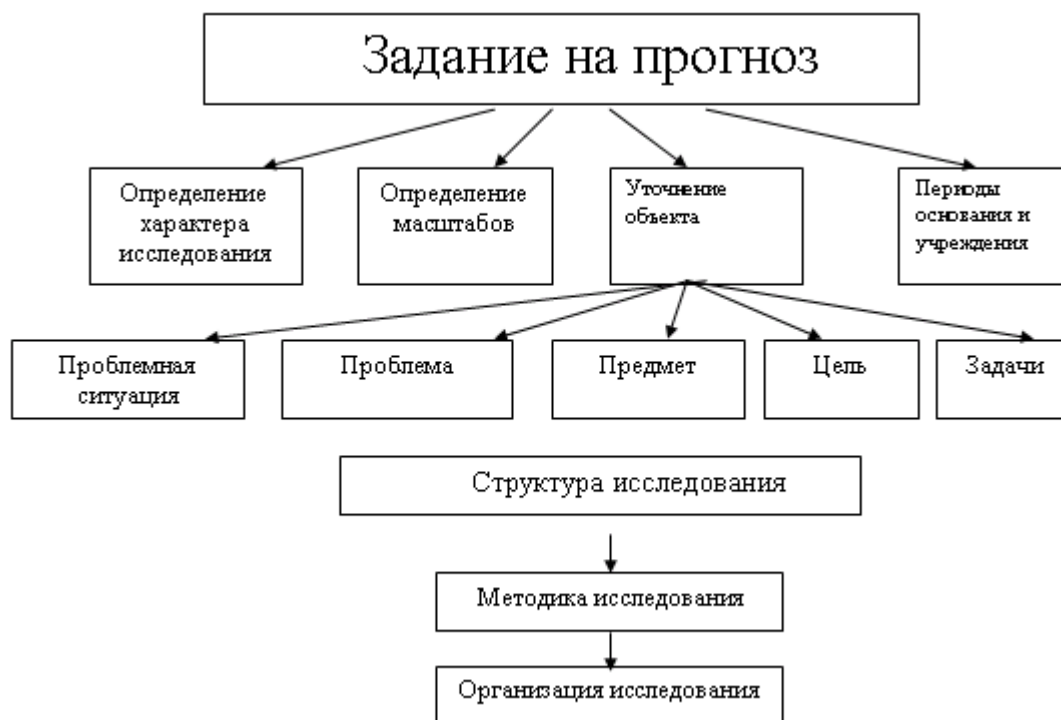 Задание на прогноз
Определение
характера
исследования
Определение
масштабов
Уточнение
объекта
Периоды
основания и
учреждения
Проблемная
ситуация
Проблема
Предмет
Цель
Задачи
Структура исследования
Методика исследования
Организация исследования